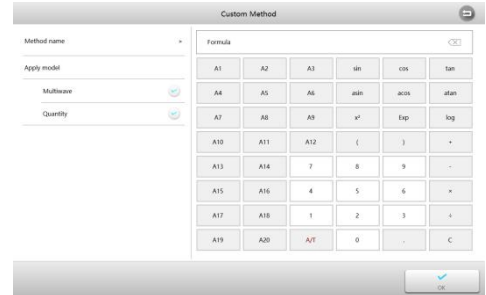 Custom Method
Method name
Formula
Apply model
Multiwave
Quantity
A1 A2 A3 sin cos tan
A4 A5 A6 asin acos atan
A7 A8 A9 x² Exp log
A10 A11 A12 ( ) +
A13 A14 7 8 9 -
A15 A16 4 5 6 ×
A17 A18 1 2 3 ÷
A19 A20 A/T 0 . C
OK